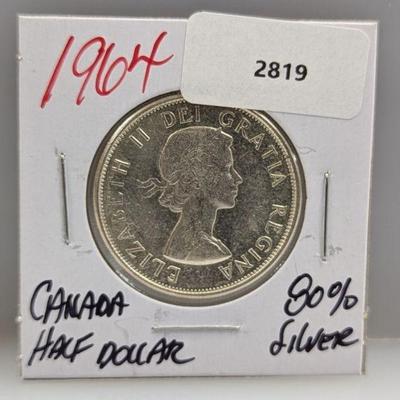 1964
2819
ELIZABETH II DEI GRATIA REGINA
CANADA
HALF DOLLAR
80%
SILVER